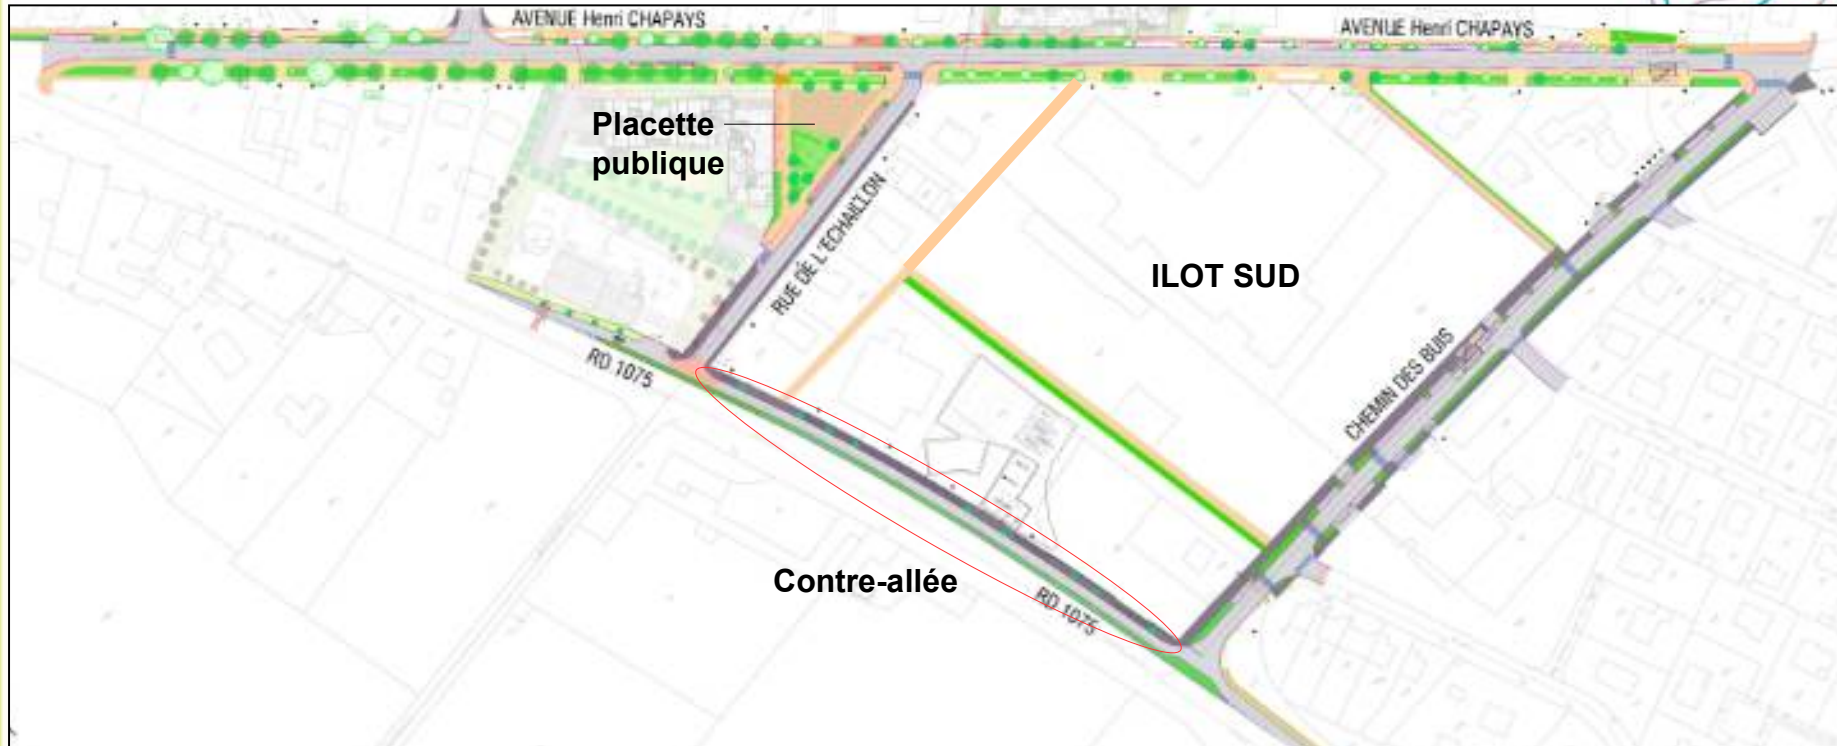 AVENUE Henri CHAPAYS
AVENUE Henri CHAPAYS
Placette
publique
RUE DE L'ECHAILLON
ILOT SUD
RD 1075
CHEMIN DES BUIS
Contre-allée
RD 1075